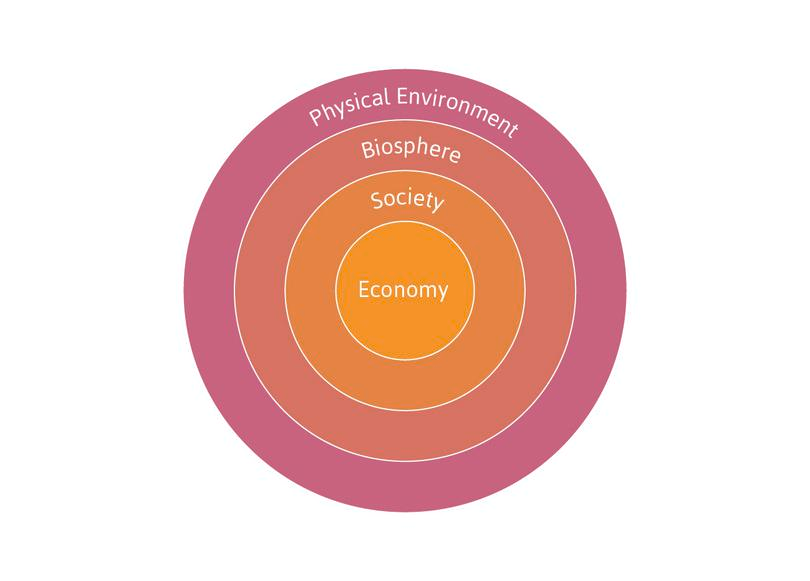 Physical Environment
Biosphere
Society
Economy